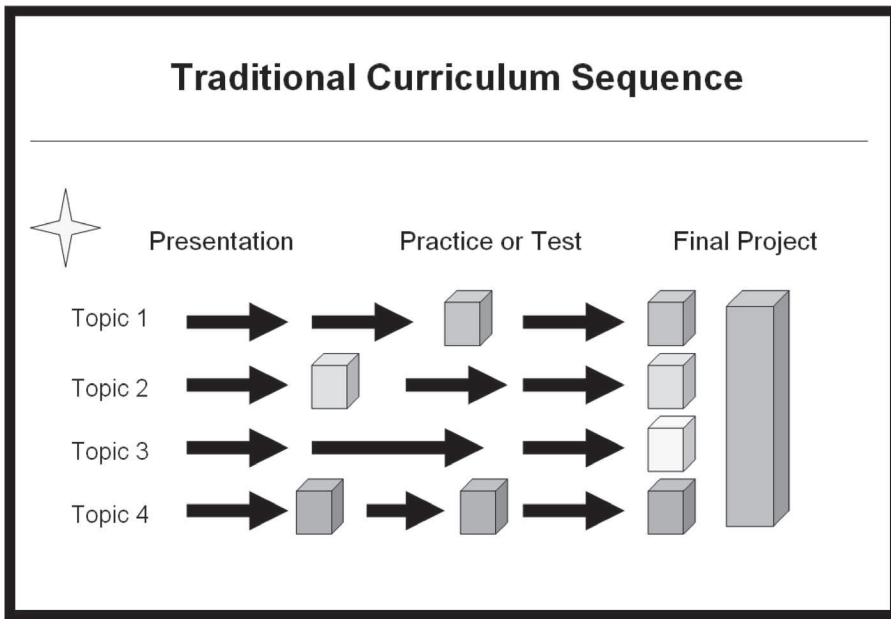 Traditional Curriculum Sequence
Presentation Practice or Test Final Project
Topic 1
Topic 2
Topic 3
Topic 4